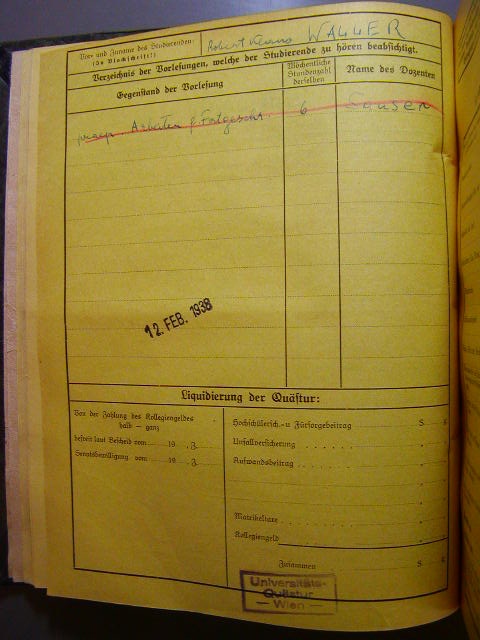 Vor- und Zuname des Studierenden: Robert Klaus WALTER
(In Blockschrift!)
Verzeichnis der Vorlesungen, welche der Studierende zu hören beabsichtigt.
Gegenstand der Vorlesung
Wöchentliche Stundenzahl derselben
Name des Dozenten
praep. Arbeiten f. Fortgeschr. 6
12. FEB. 1938
Liquidierung der Quästur:
Von der Zahlung des Kollegiengeldes
halb — ganz
befreit laut Bescheid vom 19 . Z.
Senatsbewilligung vom 19 . Z.
Hochschülersch.- u. Fürsorgebeitrag S
Unfallversicherung
Aufwandsbeitrag
Matrikeltaxe
Kollegiengeld
Zusammen S
Universitäts-
Quästur
— Wien —